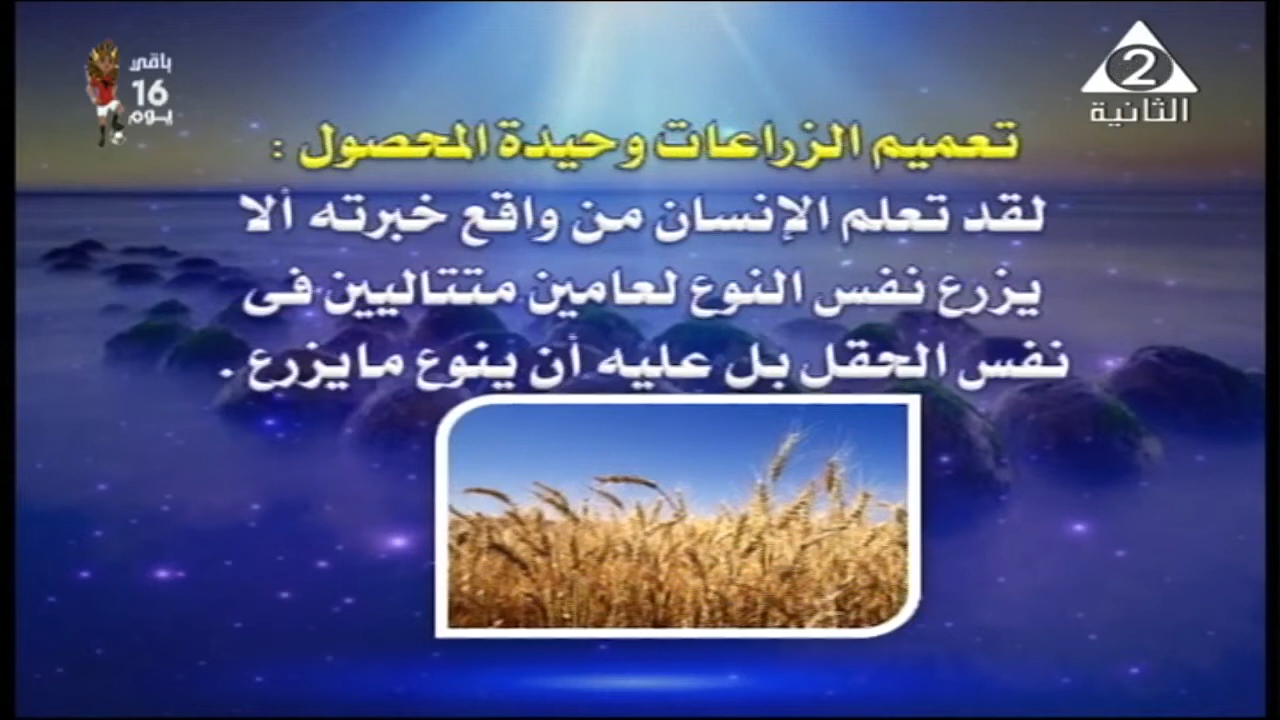 باقي
16
يوم
2
الثانية
تعميم الزراعات وحيدة المحصول :
لقد تعلم الإنسان من واقع خبرته ألا
يزرع نفس النوع لعامين متتاليين فى
نفس الحقل بل عليه أن ينوع مايزرع .